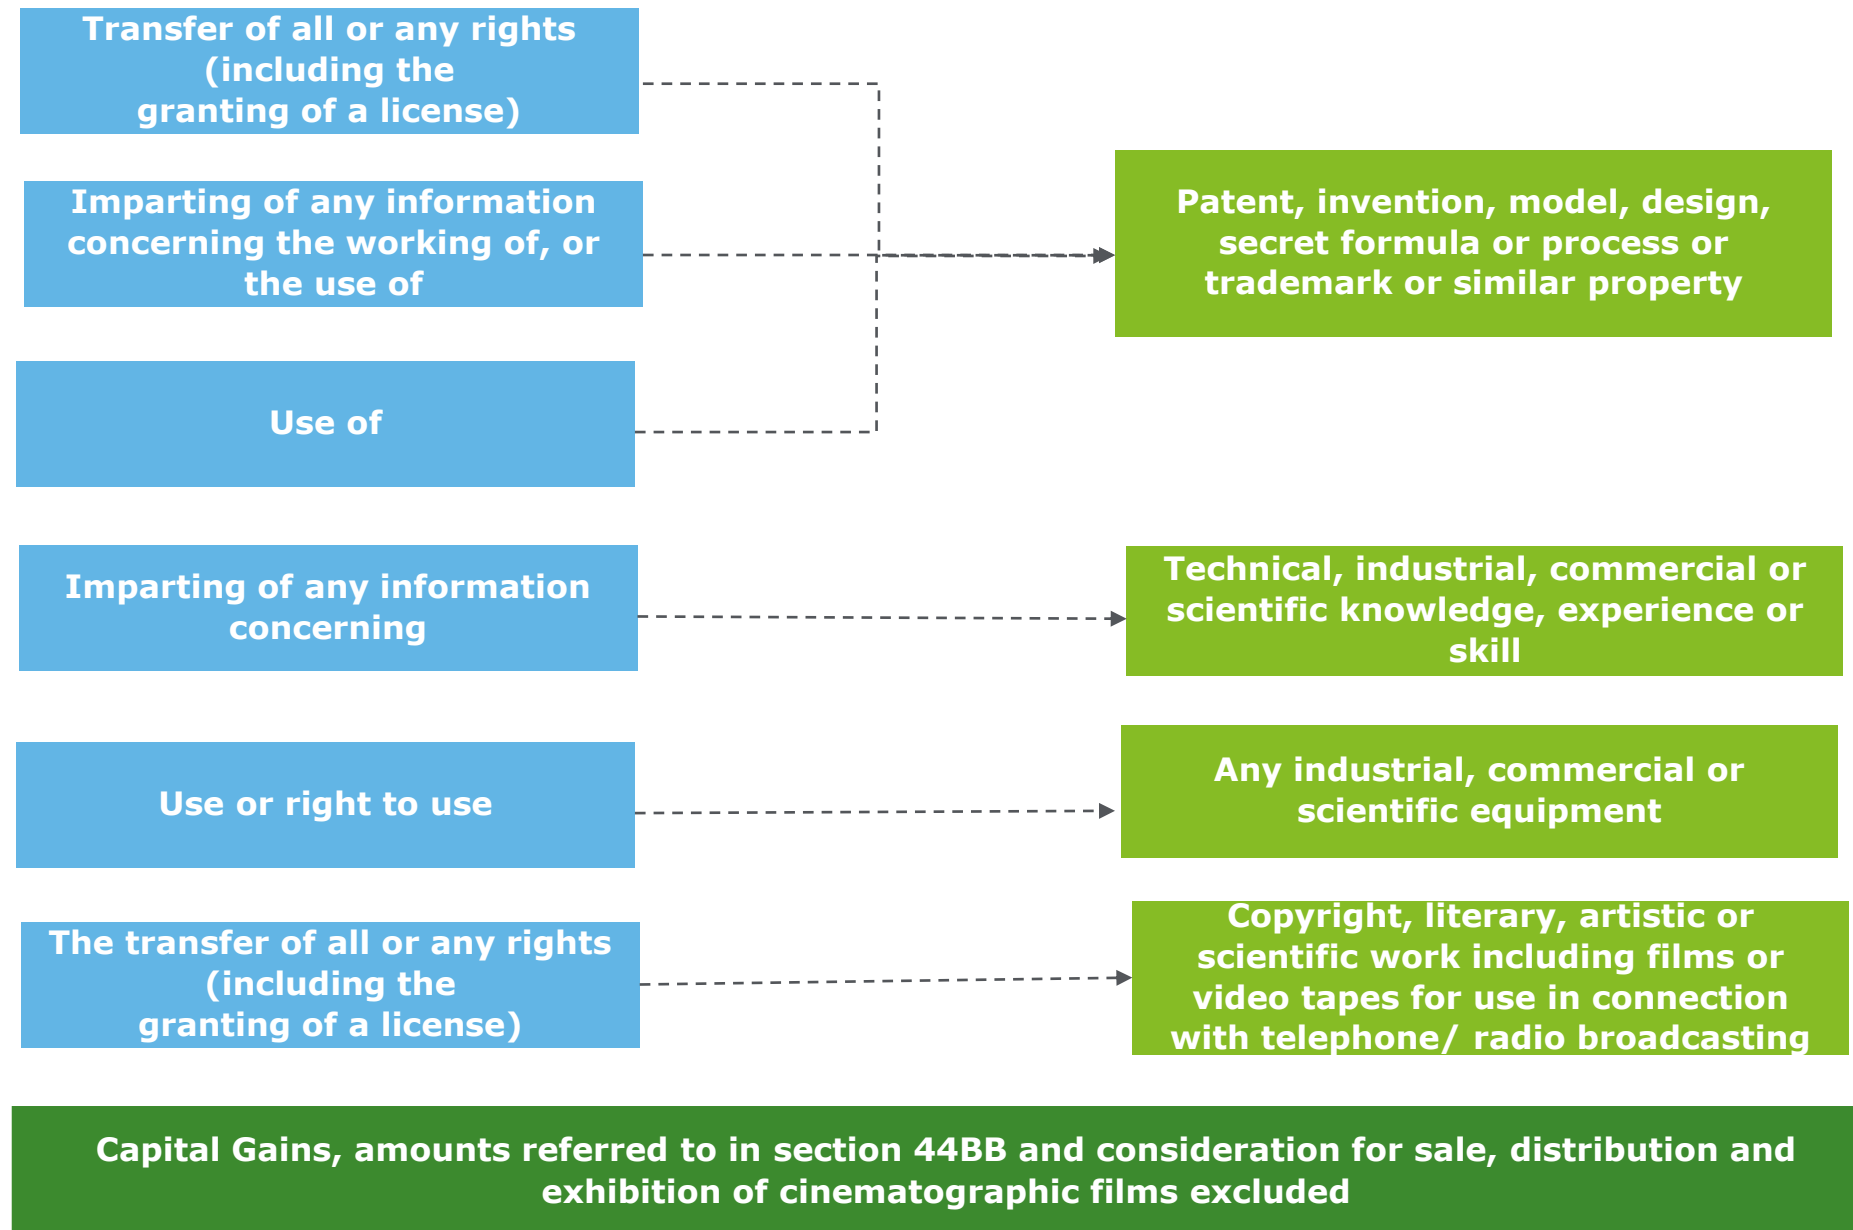 Transfer of all or any rights
(including the
granting of a license)
Imparting of any information
concerning the working of, or
the use of
Use of
Patent, invention, model, design,
secret formula or process or
trademark or similar property
Imparting of any information
concerning
Technical, industrial, commercial or
scientific knowledge, experience or
skill
Use or right to use
Any industrial, commercial or
scientific equipment
The transfer of all or any rights
(including the
granting of a license)
Copyright, literary, artistic or
scientific work including films or
video tapes for use in connection
with telephone/ radio broadcasting
Capital Gains, amounts referred to in section 44BB and consideration for sale, distribution and
exhibition of cinematographic films excluded